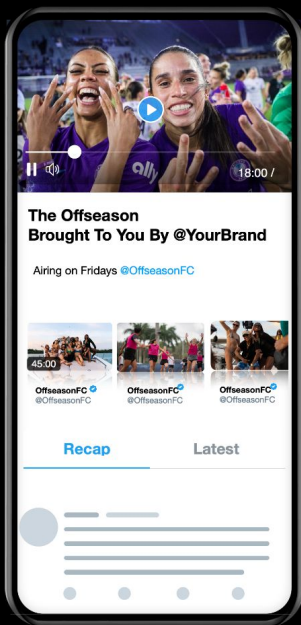 ally
18:00 /
The Offseason
Brought To You By @YourBrand
Airing on Fridays @OffseasonFC
45:00
OffseasonFC
@OffseasonFC
OffseasonFC
@OffseasonFC
OffseasonFC
@OffseasonFC
Recap
Latest